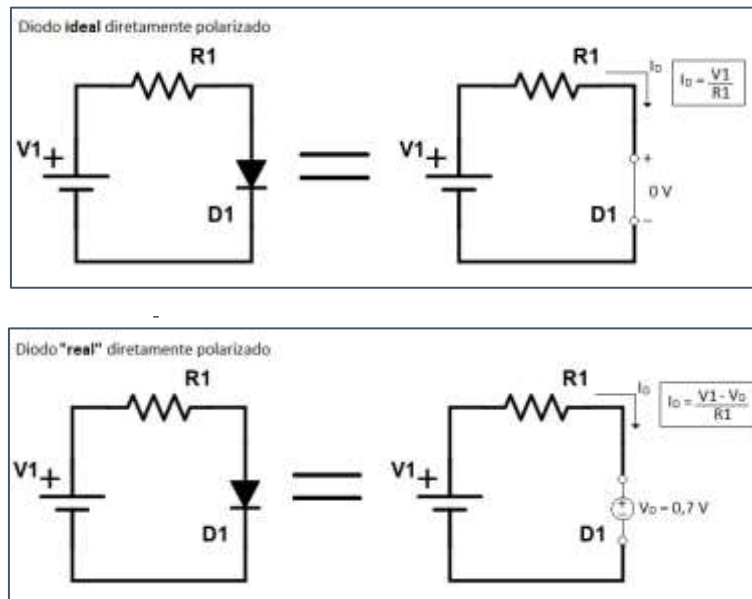 Diodo ideal diretamente polarizado
R1
V1
+
D1
R1
V1
+
D1
I_D
I_D = V1
R1
+
0 V
−
Diodo "real" diretamente polarizado
R1
V1
+
D1
R1
V1
+
D1
I_D
I_D = V1 - V_D
R1
+
−
V_D = 0,7 V